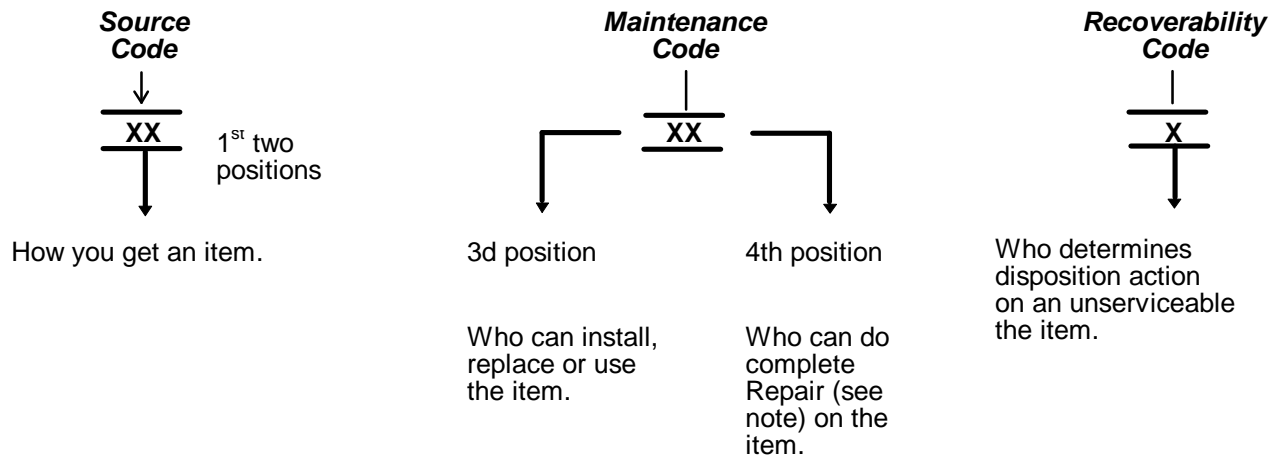 Source
Code
XX
1st two
positions
How you get an item.
Maintenance
Code
XX
3d position
Who can install,
replace or use
the item.
4th position
Who can do
complete
Repair (see
note) on the
item.
Recoverability
Code
X
Who determines
disposition action
on an unserviceable
the item.